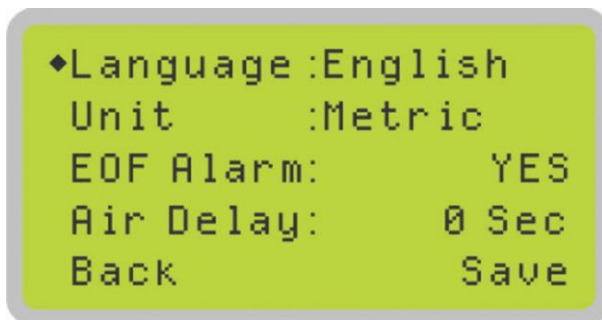 ◆Language:English
Unit :Metric
EOF Alarm: YES
Air Delay: 0 Sec
Back Save